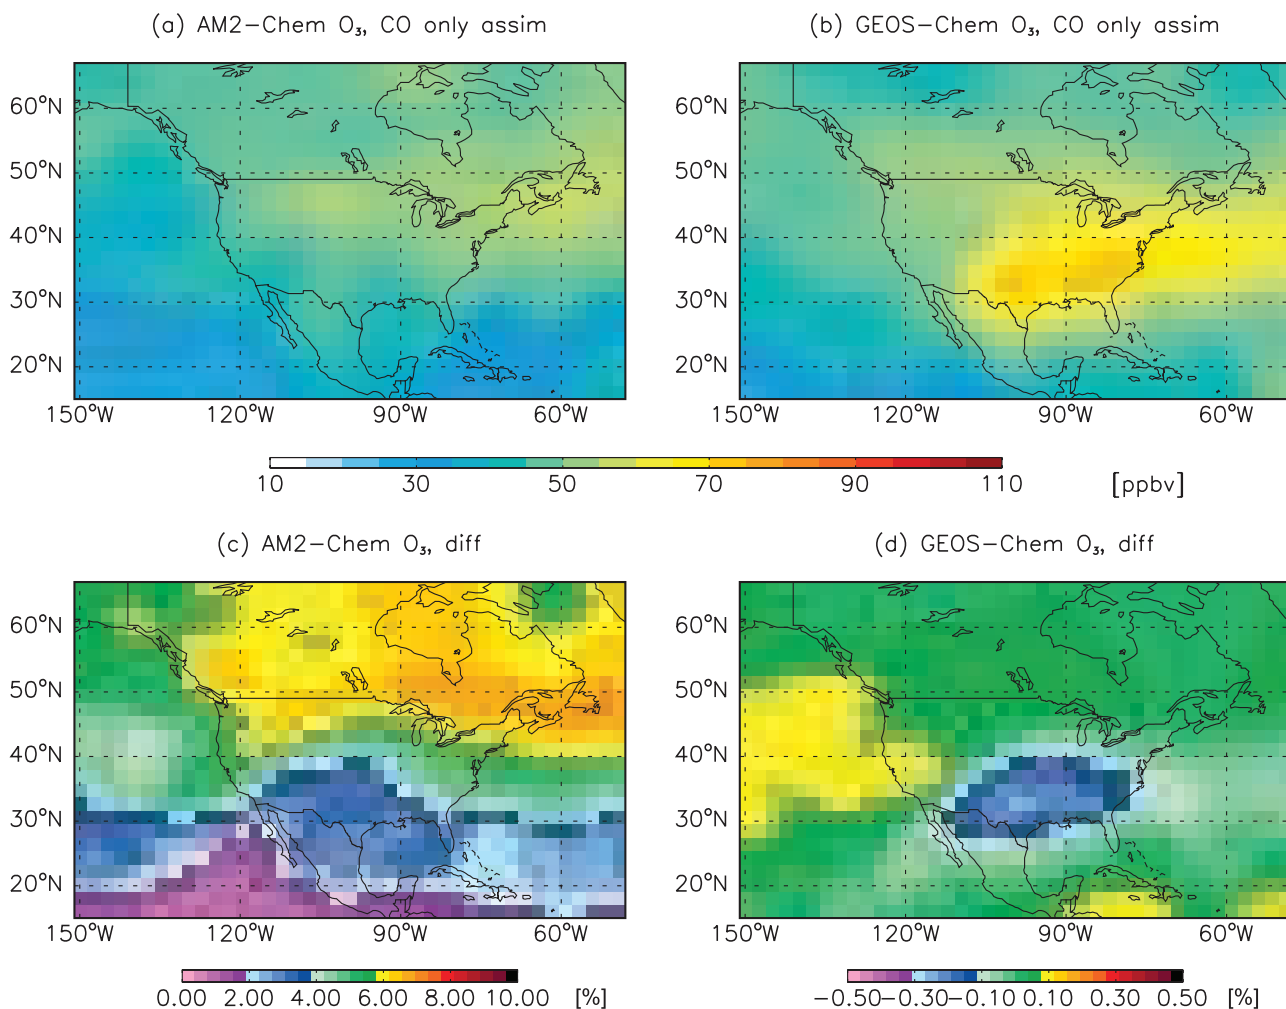 (a) AM2−Chem O₃, CO only assim
(b) GEOS−Chem O₃, CO only assim
60°N
50°N
40°N
30°N
20°N
150°W 120°W 90°W 60°W
60°N
50°N
40°N
30°N
20°N
150°W 120°W 90°W 60°W
10 30 50 70 90 110 [ppbv]
(c) AM2−Chem O₃, diff
(d) GEOS−Chem O₃, diff
60°N
50°N
40°N
30°N
20°N
150°W 120°W 90°W 60°W
60°N
50°N
40°N
30°N
20°N
150°W 120°W 90°W 60°W
0.00 2.00 4.00 6.00 8.00 10.00 [%]
−0.50 −0.30 −0.10 0.10 0.30 0.50 [%]